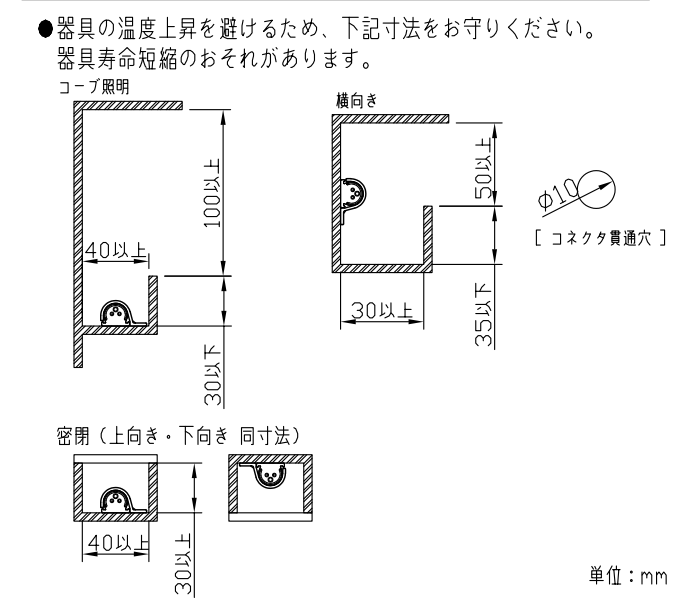 ●器具の温度上昇を避けるため、下記寸法をお守りください。
器具寿命短縮のおそれがあります。
コーブ照明
横向き
100以上
40以上
30以下
50以上
30以上
35以下
φ10
[ コネクタ貫通穴 ]
密閉（上向き・下向き 同寸法）
40以上
30以上
単位：mm